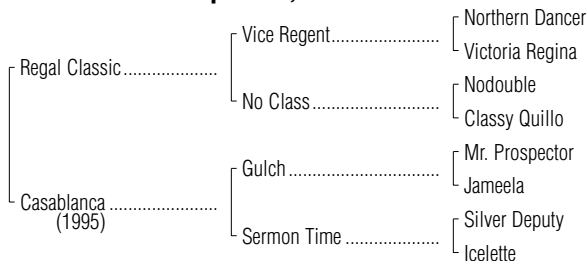 Northern Dancer
Vice Regent
Victoria Regina
Regal Classic
Nodouble
No Class
Classy Quillo
Mr. Prospector
Gulch
Jameela
Casablanca
(1995)
Silver Deputy
Sermon Time
Icelette